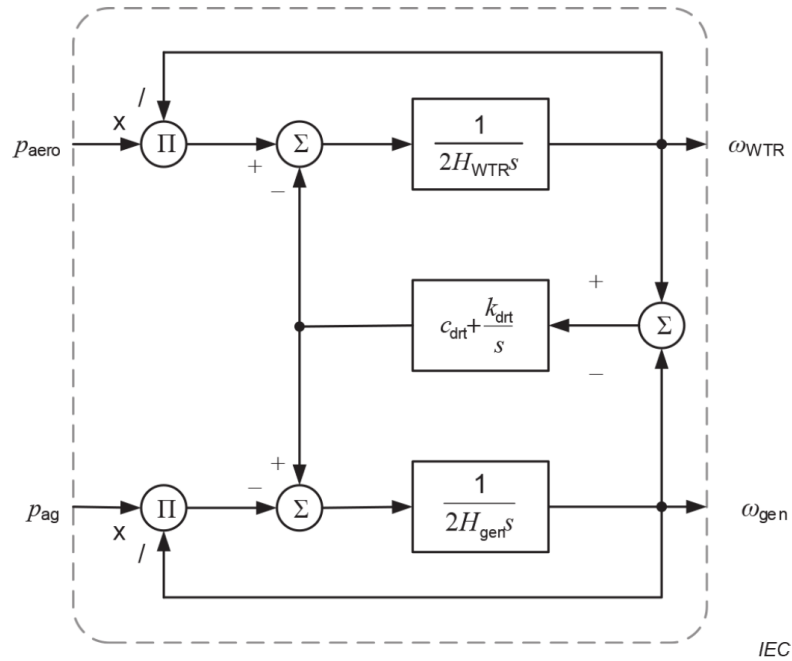 /
x
p_aero
Π
Σ
+
−
1
2H_WTR s
ω_WTR
+
c_drt + k_drt
s
Σ
−
+
−
p_ag
Π
x
/
Σ
1
2H_gen s
ω_gen
IEC